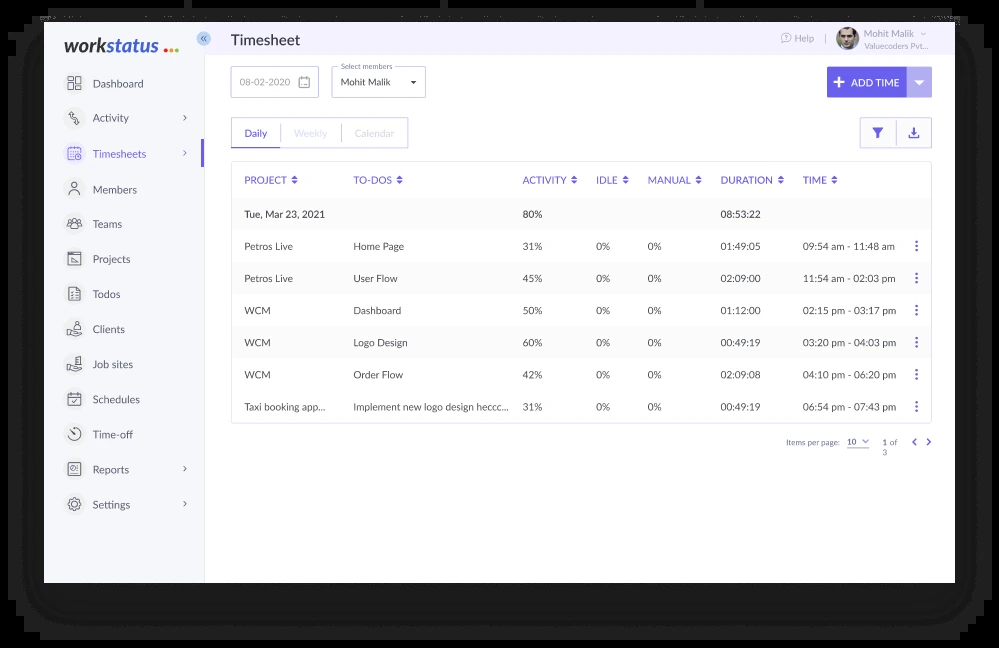 workstatus
Timesheet
Help
Mohit Malik
Valuecoders Pvt...
Dashboard
Activity
Timesheets
Members
Teams
Projects
Todos
Clients
Job sites
Schedules
Time-off
Reports
Settings
08-02-2020
Select members
Mohit Malik
ADD TIME
Daily Weekly Calendar
PROJECT TO-DOS ACTIVITY IDLE MANUAL DURATION TIME
Tue, Mar 23, 2021 80% 08:53:22
Petros Live Home Page 31% 0% 0% 01:49:05 09:54 am - 11:48 am
Petros Live User Flow 45% 0% 0% 02:09:00 11:54 am - 02:03 pm
WCM Dashboard 50% 0% 0% 01:12:00 02:15 pm - 03:17 pm
WCM Logo Design 60% 0% 0% 00:49:19 03:20 pm - 04:03 pm
WCM Order Flow 42% 0% 0% 02:09:08 04:10 pm - 06:20 pm
Taxi booking app... Implement new logo design heccc... 31% 0% 0% 00:49:19 06:54 pm - 07:43 pm
Items per page: 10 1 of
3